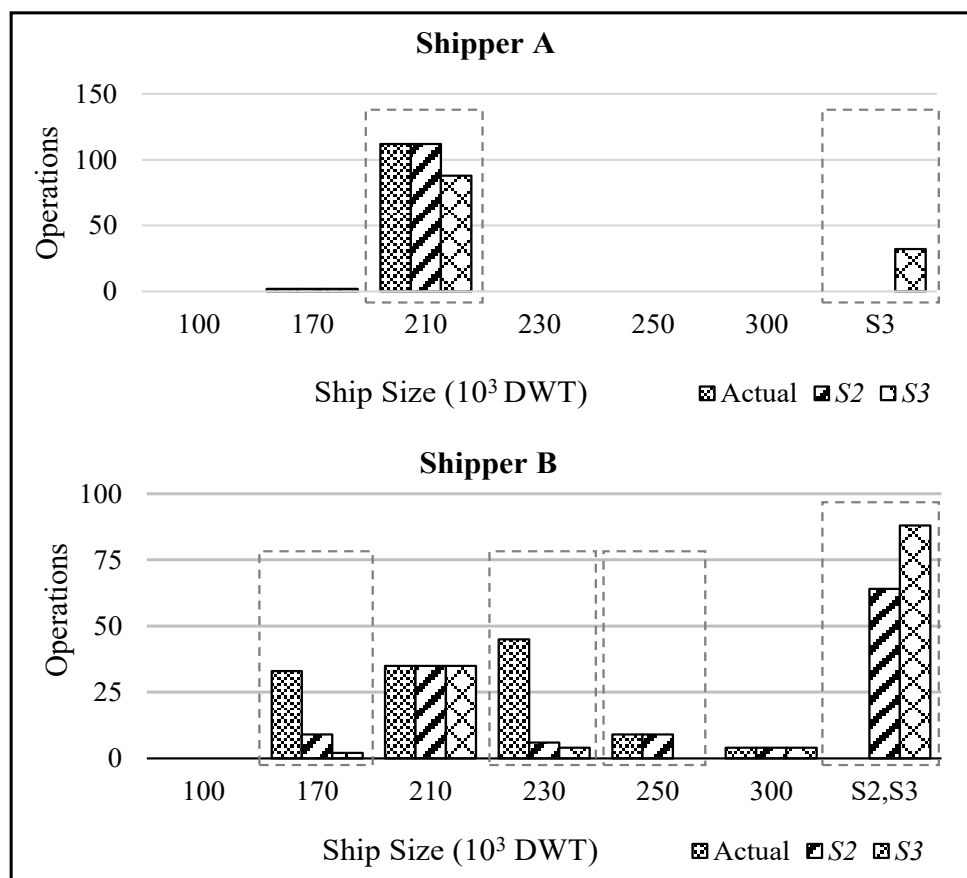 Shipper A
150
100
50
0
Operations
100 170 210 230 250 300 S3
Ship Size (10³ DWT)
Actual S2 S3
Shipper B
100
75
50
25
0
Operations
100 170 210 230 250 300 S2,S3
Ship Size (10³ DWT)
Actual S2 S3